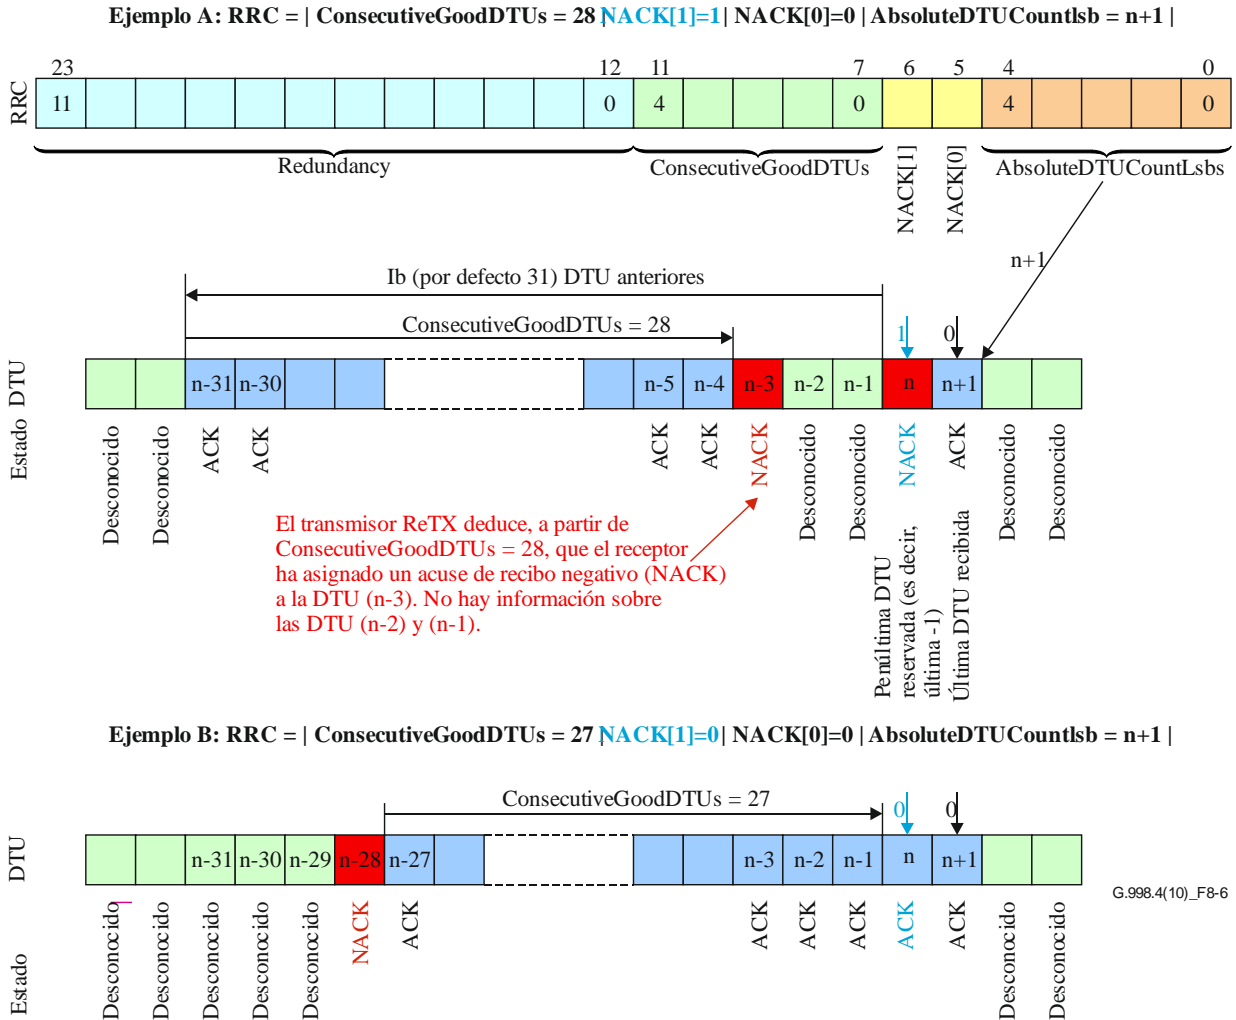 Ejemplo A: RRC = | ConsecutiveGoodDTUs = 28 |NACK[1]=1| NACK[0]=0 | AbsoluteDTUCountlsb = n+1 |
23 12 11 7 6 5 4 0
RRC
11 0 4 0 4 0
Redundancy
ConsecutiveGoodDTUs
NACK[1]
NACK[0]
AbsoluteDTUCountLsbs
n+1
Ib (por defecto 31) DTU anteriores
ConsecutiveGoodDTUs = 28
1 0
DTU
n-31 n-30 n-5 n-4 n-3 n-2 n-1 n n+1
Estado
Desconocido
Desconocido
ACK
ACK
ACK
ACK
NACK
Desconocido
Desconocido
NACK
ACK
Desconocido
Desconocido
El transmisor ReTX deduce, a partir de
ConsecutiveGoodDTUs = 28, que el receptor
ha asignado un acuse de recibo negativo (NACK)
a la DTU (n-3). No hay información sobre
las DTU (n-2) y (n-1).
Penúltima DTU
reservada (es decir,
última -1)
Última DTU recibida
Ejemplo B: RRC = | ConsecutiveGoodDTUs = 27 |NACK[1]=0| NACK[0]=0 | AbsoluteDTUCountlsb = n+1 |
ConsecutiveGoodDTUs = 27
0 0
DTU
n-31 n-30 n-29 n-28 n-27 n-3 n-2 n-1 n n+1
G.998.4(10)_F8-6
Estado
Desconocido
Desconocido
Desconocido
Desconocido
Desconocido
NACK
ACK
ACK
ACK
ACK
ACK
ACK
Desconocido
Desconocido